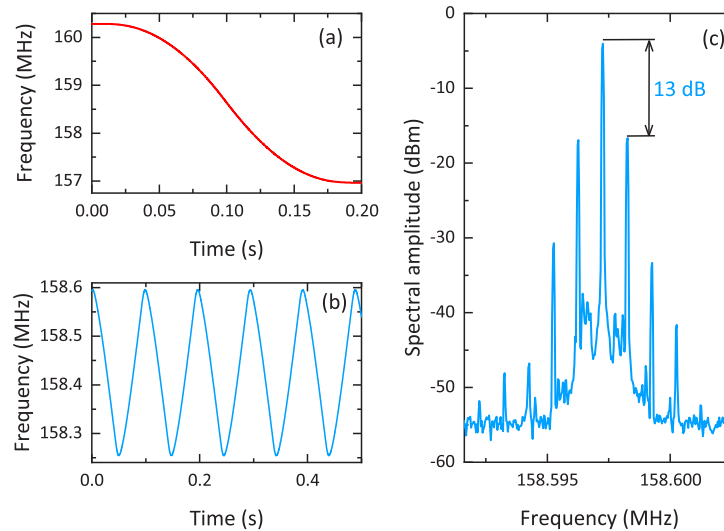 (a)
Frequency (MHz)
160
159
158
157
0.00 0.05 0.10 0.15 0.20
Time (s)
(b)
Frequency (MHz)
158.6
158.5
158.4
158.3
0.0 0.2 0.4
Time (s)
(c)
Spectral amplitude (dBm)
0
-10
-20
-30
-40
-50
-60
13 dB
158.595 158.600
Frequency (MHz)